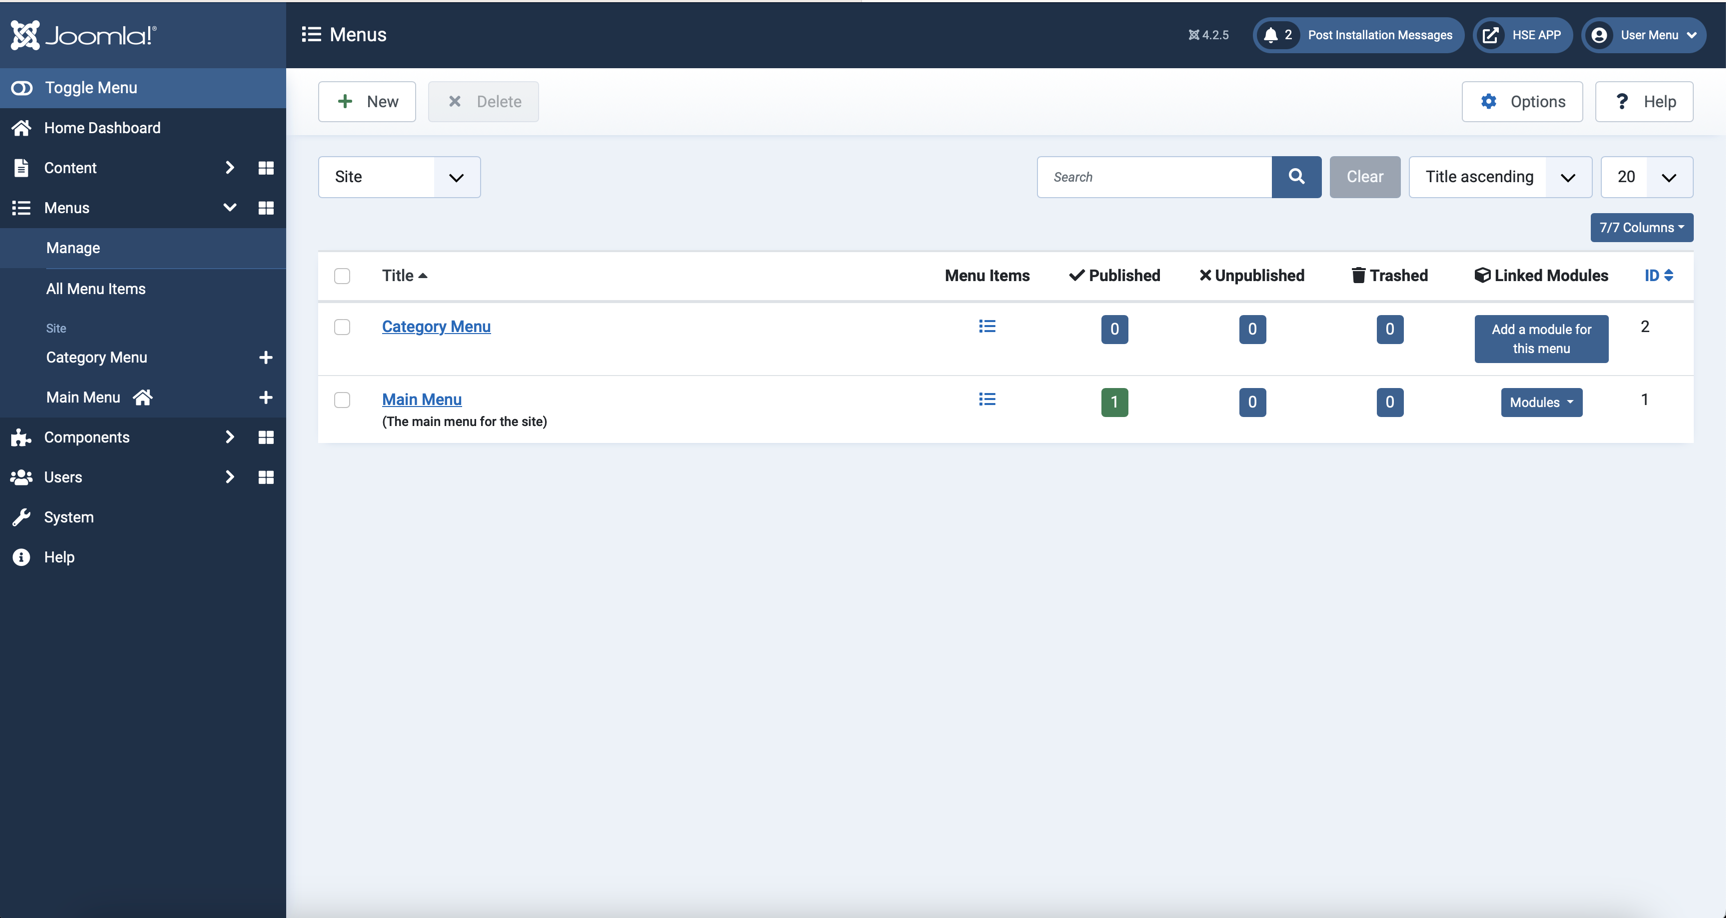 Joomla!®
Menus
4.2.5
2
Post Installation Messages
HSE APP
User Menu
Toggle Menu
Home Dashboard
Content
Menus
Manage
All Menu Items
Site
Category Menu
Main Menu
Components
Users
System
Help
New
Delete
Options
? Help
Site
Search
Clear
Title ascending
20
7/7 Columns
Title Menu Items Published Unpublished Trashed Linked Modules ID
Category Menu 0 0 0 Add a module for
this menu 2
Main Menu 1 0 0 Modules 1
(The main menu for the site)